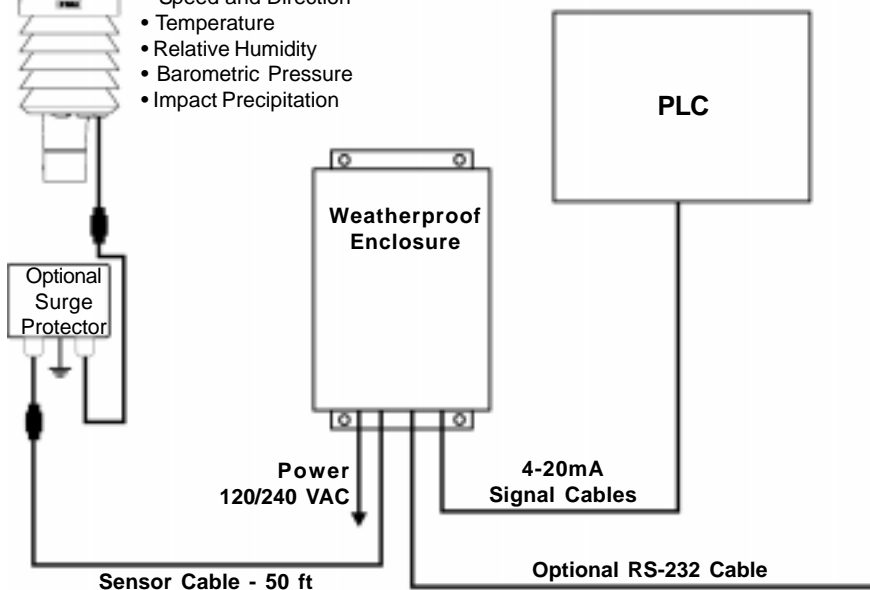 Speed and Direction
• Temperature
• Relative Humidity
• Barometric Pressure
• Impact Precipitation
PLC
Weatherproof
Enclosure
Optional
Surge
Protector
Power
120/240 VAC
4-20mA
Signal Cables
Sensor Cable - 50 ft
Optional RS-232 Cable